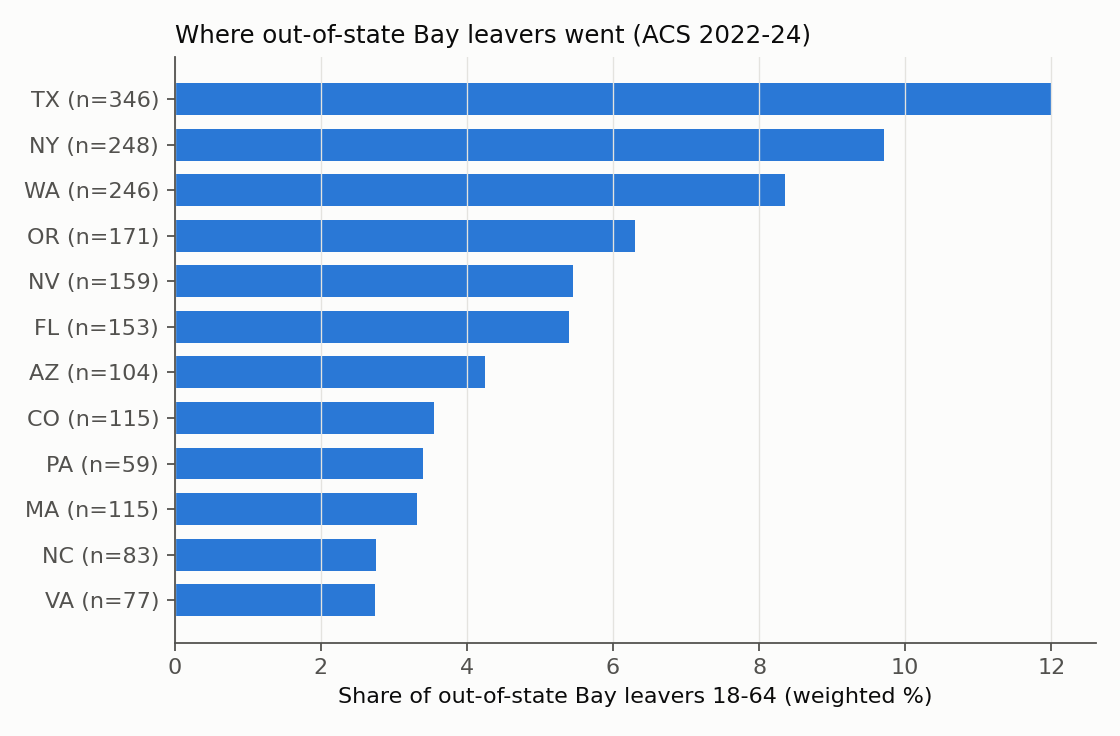 Where out-of-state Bay leavers went (ACS 2022-24)
TX (n=346)
NY (n=248)
WA (n=246)
OR (n=171)
NV (n=159)
FL (n=153)
AZ (n=104)
CO (n=115)
PA (n=59)
MA (n=115)
NC (n=83)
VA (n=77)
0 2 4 6 8 10 12
Share of out-of-state Bay leavers 18-64 (weighted %)